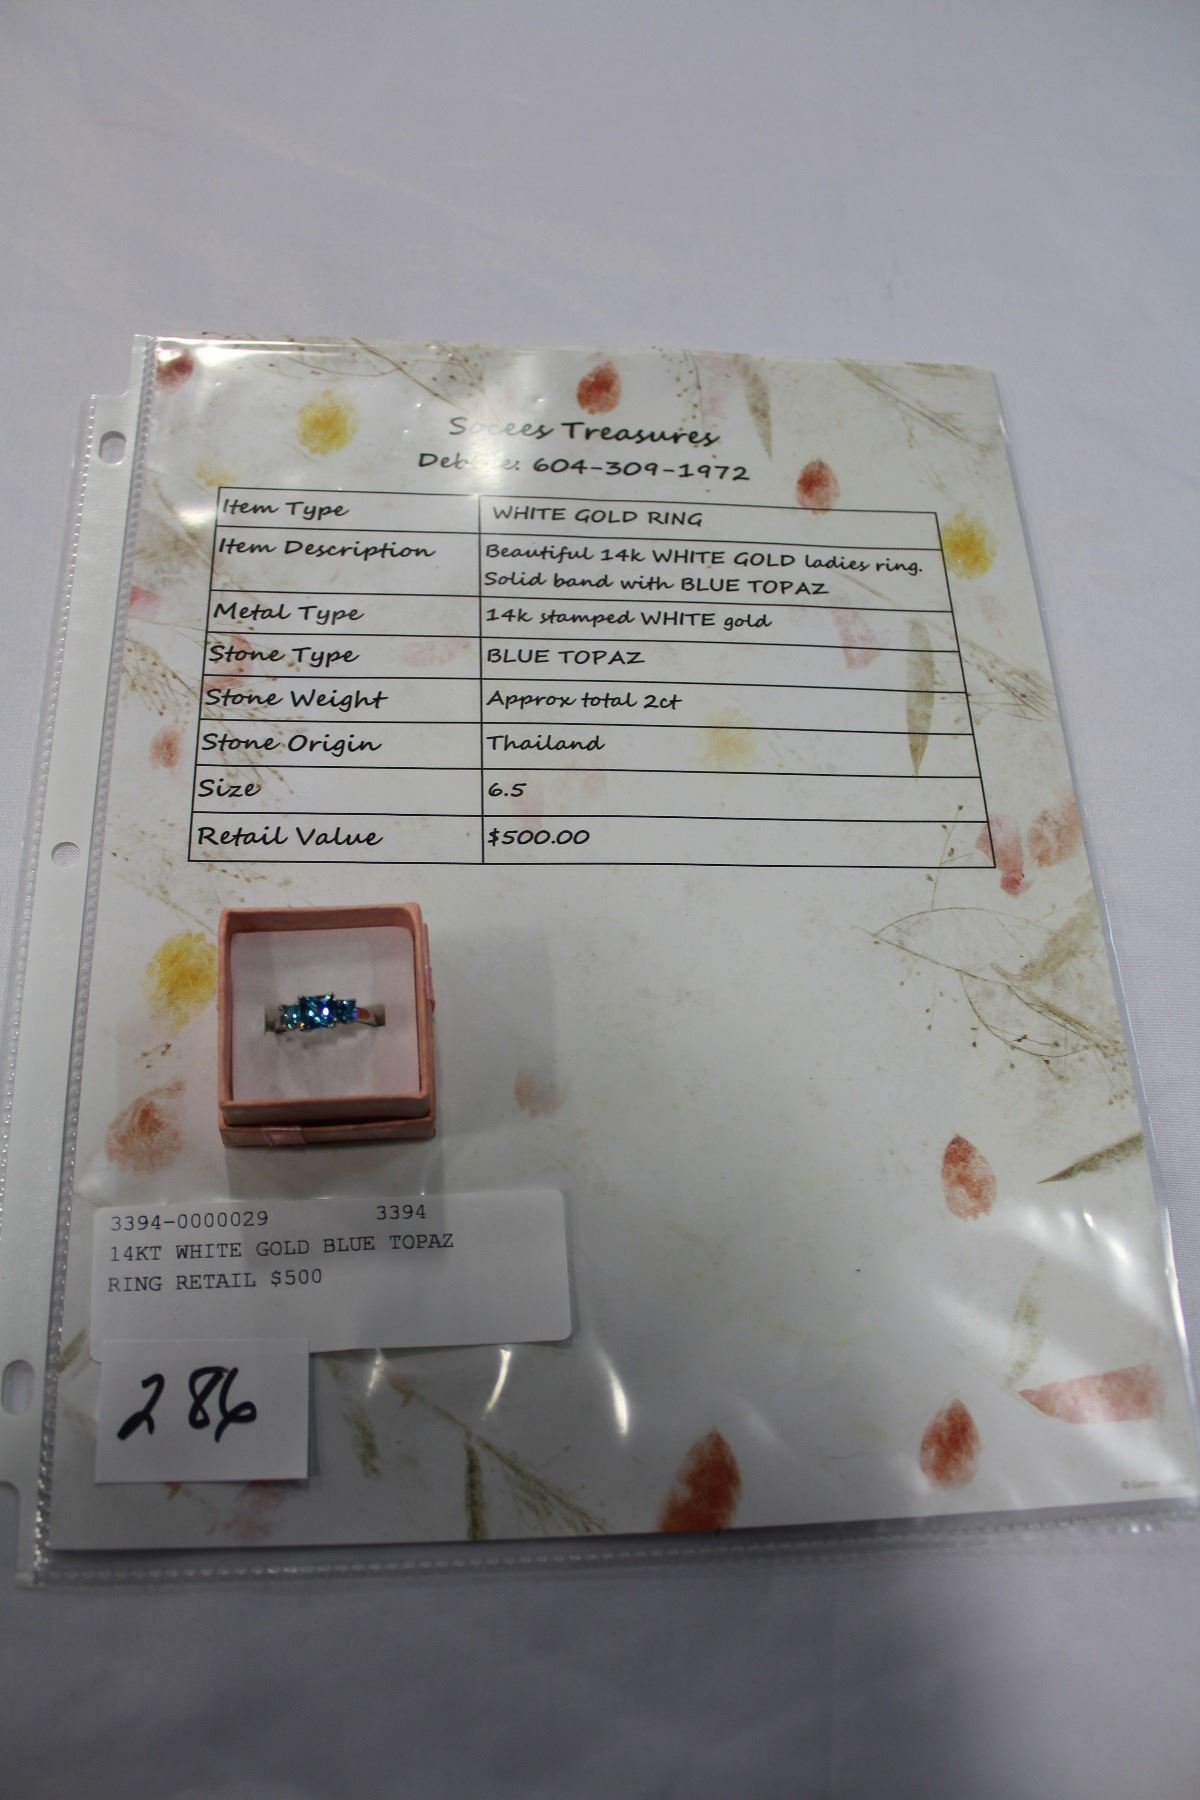 Treasures
604-309-1972
Item Type WHITE GOLD RING
Item Description Beautiful 14k WHITE GOLD ladies ring.
Solid band with BLUE TOPAZ
Metal Type 14k stamped WHITE gold
Stone Type BLUE TOPAZ
Stone Weight Approx total 2ct
Stone Origin Thailand
Size 6.5
Retail Value $500.00
3394-0000029 3394
14KT WHITE GOLD BLUE TOPAZ
RING RETAIL $500
286